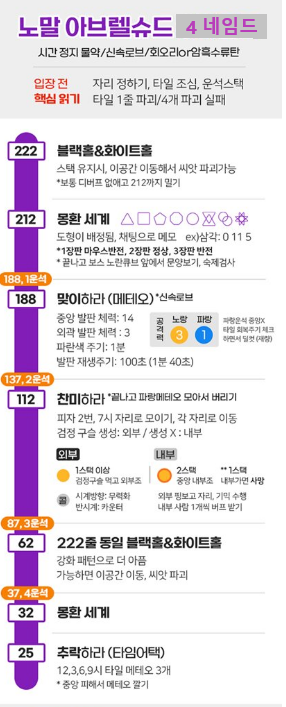 노말 아브렐슈드 4 네임드
시간 정지 물약/신속로브/회오리or암흑수류탄
입장 전 자리 정하기, 타일 조심, 운석스택
핵심 읽기 타일 1줄 파괴/4개 파괴 실패
222 블랙홀&화이트홀
스택 유지시, 이공간 이동해서 씨앗 파괴가능
*보통 디버프 없애고 212까지 밀기
212 몽환 세계
도형이 배정됨, 채팅으로 메모 ex)삼각: 0 11 5
*1장판 마우스반전, 2장판 정상, 3장판 반전
* 끝나고 보스 노란큐브 앞에서 문양보기, 숙제검사
188, 1운석
188 맞이하라 (메테오) *신속로브
중앙 발판 체력 : 14
외곽 발판 체력 : 3
파란색 주기: 1분
발판 재생주기: 100초 (1분 40초)
공격력 노랑 3 파랑 1
파랑운석 중앙X
타일 회복주기 체크
하면서 딜컷 (재량)
137, 2운석
112 찬미하라 *끝나고 파랑메테오 모아서 버리기
피자 2번, 7시 자리로 모이기, 각 자리로 이동
검정 구슬 생성: 외부 / 생성 X : 내부
외부
1스택 이상
검정구슬 먹고 외부조
내부
2스택
중앙 내부조
** 1스택
내부가면 사망
콜 시계방향: 무력화
반시계: 카운터
외부 핑보고 자리, 기믹 수행
내부 사람 1개씩 버프 받기
87, 3운석
62 222줄 동일 블랙홀&화이트홀
강화 패턴으로 더 아픔
가능하면 이공간 이동, 씨앗 파괴
37, 4운석
32 몽환 세계
25 추락하라 (타임어택)
12,3,6,9시 타일 메테오 3개
* 중앙 피해서 메테오 깔기